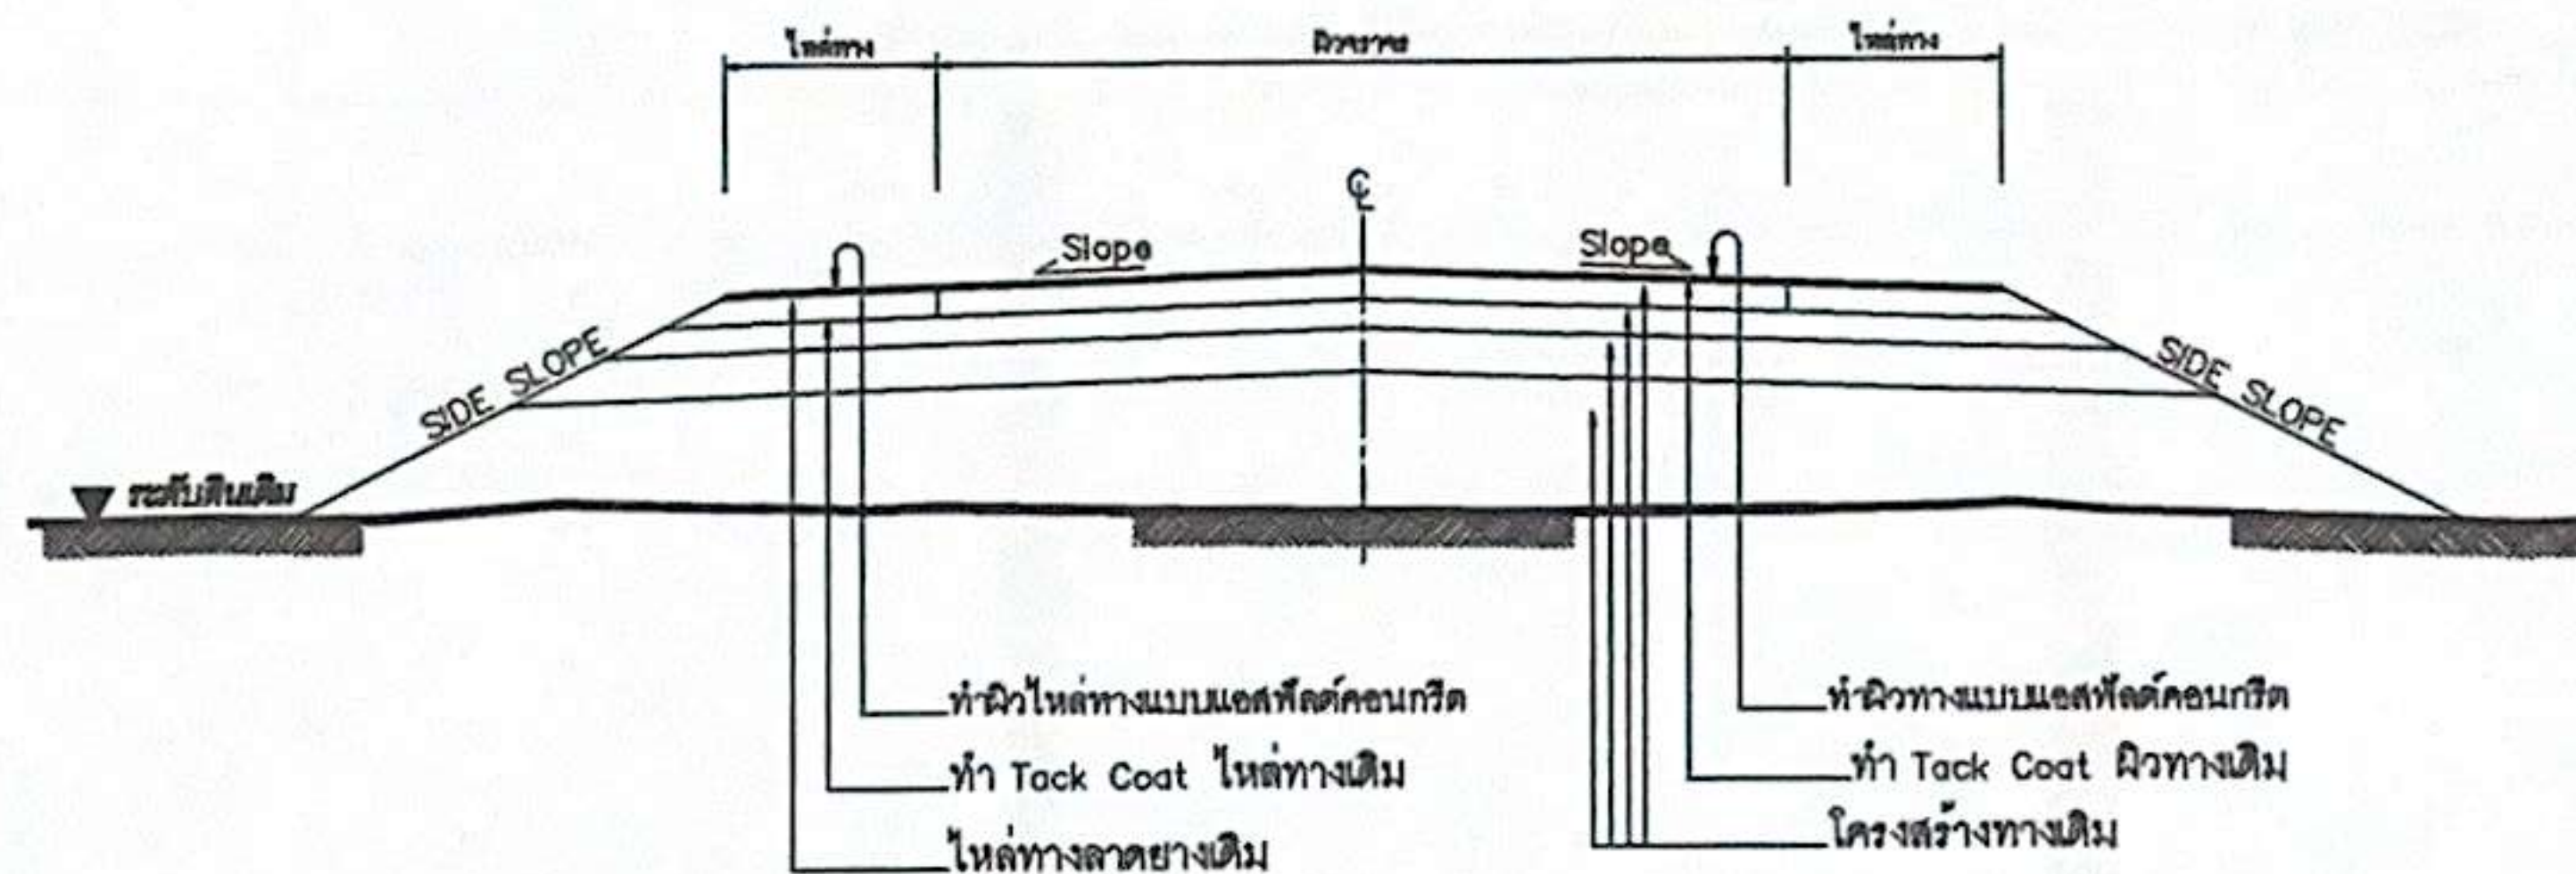 ไหล่ทาง ผิวจราจร ไหล่ทาง
℄
Slope Slope
SIDE SLOPE SIDE SLOPE
ระดับดินเดิม
ทำผิวไหล่ทางแบบแอสฟัลต์คอนกรีต
ทำ Tack Coat ไหล่ทางเดิม
ไหล่ทางลาดยางเดิม
ทำผิวทางแบบแอสฟัลต์คอนกรีต
ทำ Tack Coat ผิวทางเดิม
โครงสร้างทางเดิม